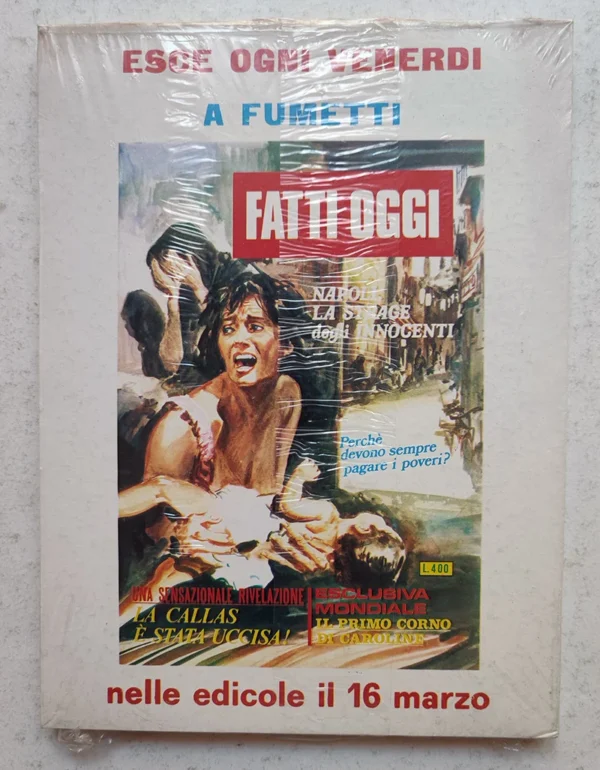 ESCE OGNI VENERDI
A FUMETTI
FATTI OGGI
NAPOLI,
LA STRAGE
degli INNOCENTI
Perchè
devono sempre
pagare i poveri?
L.400
UNA SENSAZIONALE RIVELAZIONE
LA CALLAS
È STATA UCCISA!
ESCLUSIVA
MONDIALE
IL PRIMO CORNO
DI CAROLINE
nelle edicole il 16 marzo